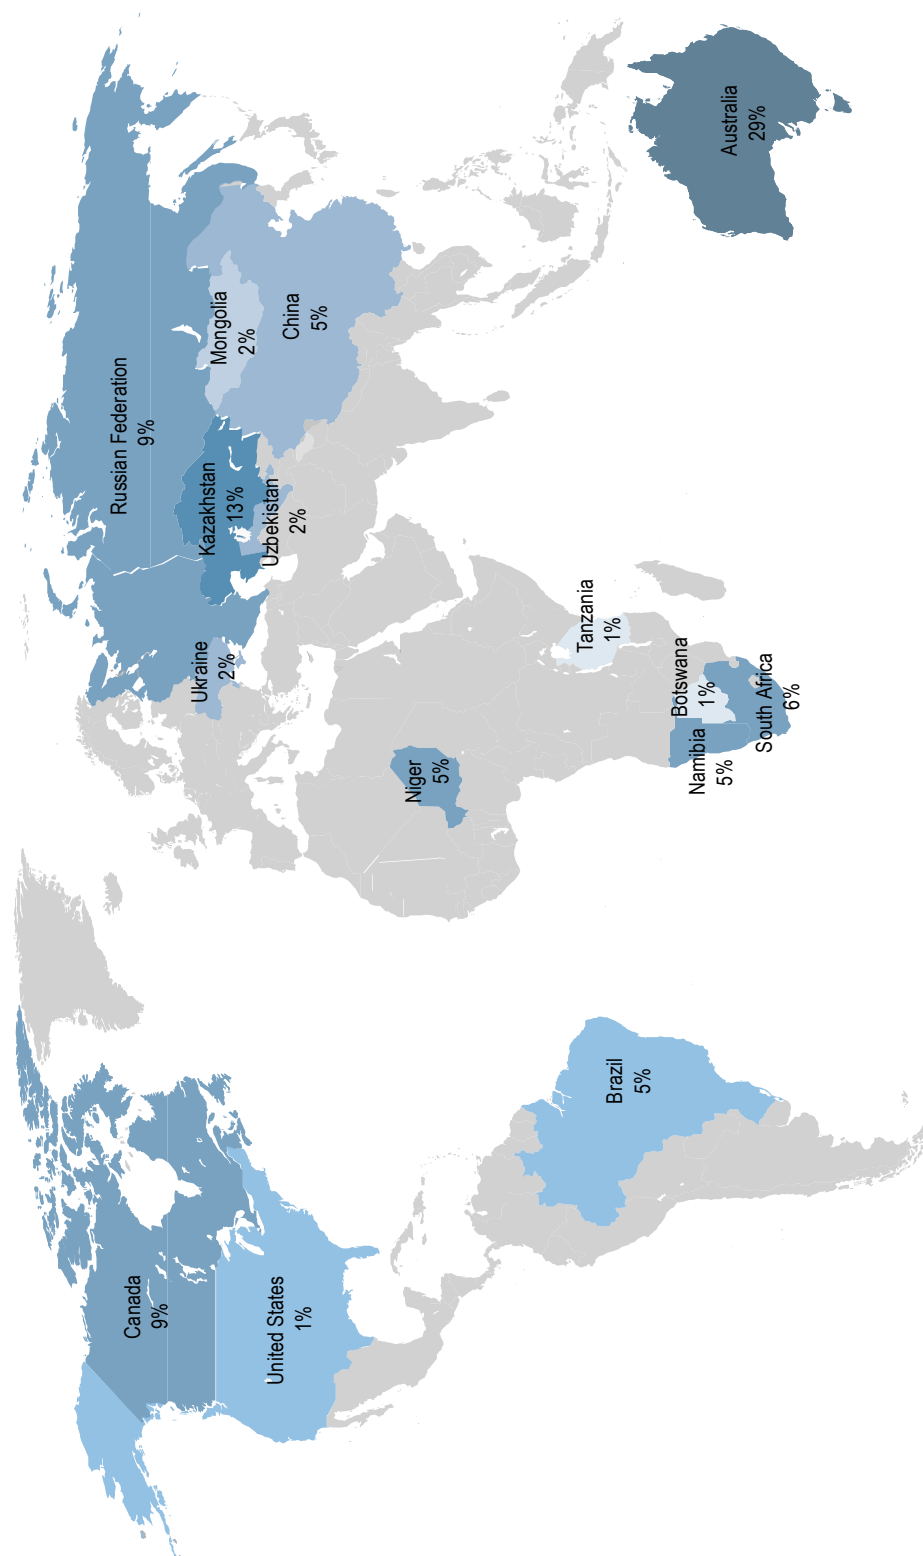 Canada
9%
United States
1%
Brazil
5%
Niger
5%
Namibia
5%
Botswana
1%
South Africa
6%
Tanzania
1%
Ukraine
2%
Russian Federation
9%
Kazakhstan
13%
Uzbekistan
2%
Mongolia
2%
China
5%
Australia
29%